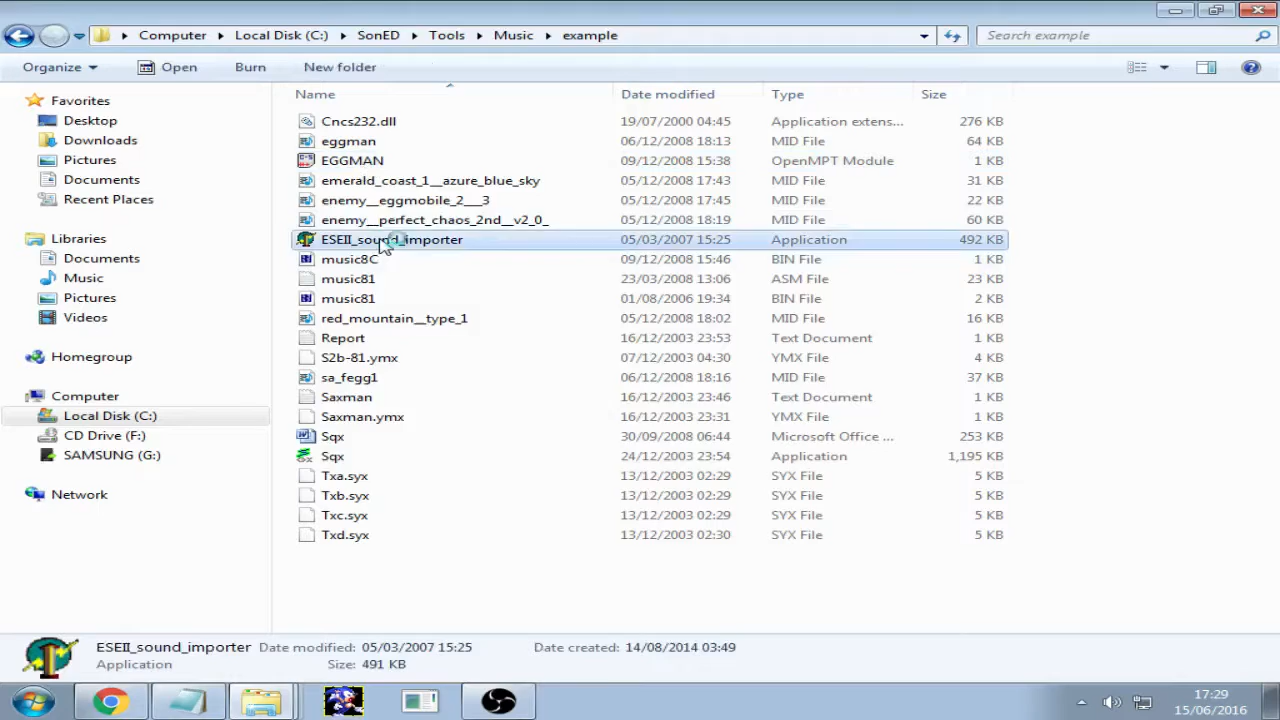 Computer Local Disk (C:) SonED Tools Music example Search example
Organize Open Burn New folder
Name Date modified Type Size
Favorites
Desktop
Downloads
Pictures
Documents
Recent Places
Libraries
Documents
Music
Pictures
Videos
Homegroup
Computer
Local Disk (C:)
CD Drive (F:)
SAMSUNG (G:)
Network
Cncs232.dll 19/07/2000 04:45 Application extens... 276 KB
eggman 06/12/2008 18:13 MID File 64 KB
EGGMAN 09/12/2008 15:38 OpenMPT Module 1 KB
emerald_coast_1__azure_blue_sky 05/12/2008 17:43 MID File 31 KB
enemy__eggmobile_2___3 05/12/2008 17:45 MID File 22 KB
enemy__perfect_chaos_2nd__v2_0_ 05/12/2008 18:19 MID File 60 KB
ESEII_sound_importer 05/03/2007 15:25 Application 492 KB
music8C 09/12/2008 15:46 BIN File 1 KB
music81 23/03/2008 13:06 ASM File 23 KB
music81 01/08/2006 19:34 BIN File 2 KB
red_mountain__type_1 05/12/2008 18:02 MID File 16 KB
Report 16/12/2003 23:53 Text Document 1 KB
S2b-81.ymx 07/12/2003 04:30 YMX File 4 KB
sa_fegg1 06/12/2008 18:16 MID File 37 KB
Saxman 16/12/2003 23:46 Text Document 1 KB
Saxman.ymx 16/12/2003 23:31 YMX File 1 KB
Sqx 30/09/2008 06:44 Microsoft Office ... 253 KB
Sqx 24/12/2003 23:54 Application 1,195 KB
Txa.syx 13/12/2003 02:29 SYX File 5 KB
Txb.syx 13/12/2003 02:29 SYX File 5 KB
Txc.syx 13/12/2003 02:29 SYX File 5 KB
Txd.syx 13/12/2003 02:30 SYX File 5 KB
ESEII_sound_importer Date modified: 05/03/2007 15:25 Date created: 14/08/2014 03:49
Application Size: 491 KB
17:29
15/06/2016